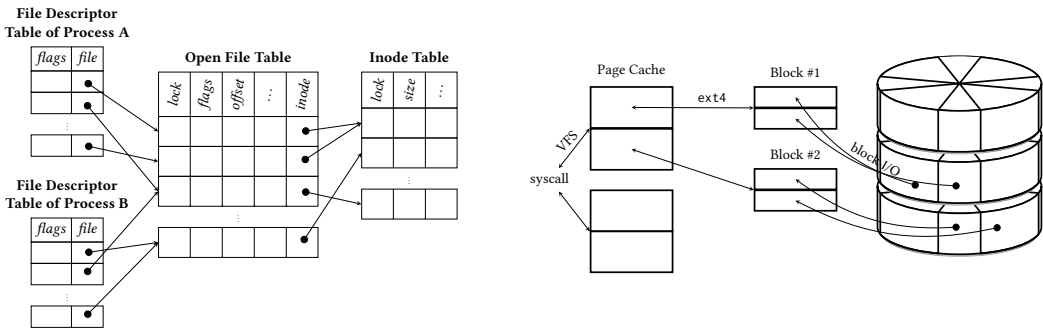 File Descriptor
Table of Process A
flags file
⋮
Open File Table
lock flags offset ⋯ inode
⋮
Inode Table
lock size ⋯
⋮
File Descriptor
Table of Process B
flags file
⋮
Page Cache
ext4
VFS
syscall
Block #1
Block #2
block I/O